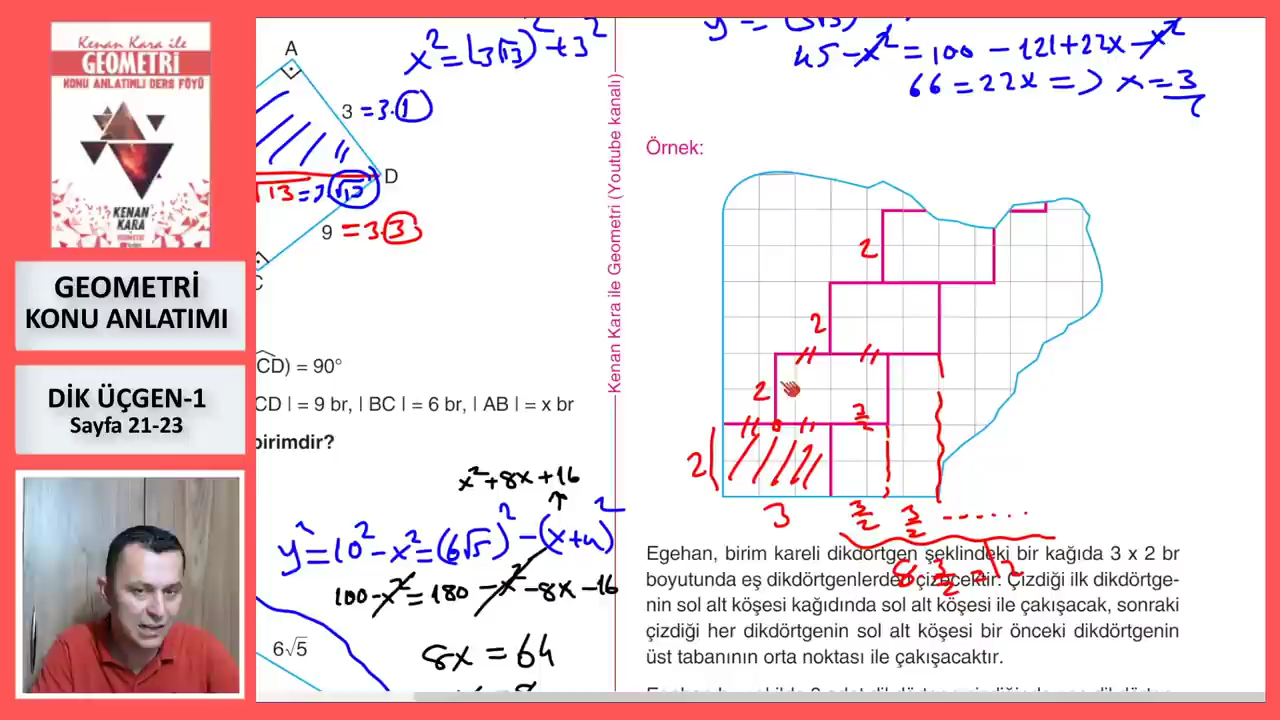 Kenan Kara ile
GEOMETRİ
KONU ANLATIMLI DERS FÖYÜ
KENAN
KARA
GEOMETRİ
KONU ANLATIMI
DİK ÜÇGEN-1
Sayfa 21-23
A
x² = (3√13)² + 3²
3 = 3.1
D
√13 = 3.√13
9 = 3.3
C
CD) = 90°
CD | = 9 br, | BC | = 6 br, | AB | = x br
birimdir?
x² + 8x + 16
y² = 10² - x² = (6√5)² - (x+4)²
100 - x² = 180 - x² - 8x - 16
8x = 64
6√5
Kenan Kara ile Geometri (Youtube kanalı)
45 - x² = 100 - 121 + 22x - x²
66 = 22x => x = 3
Örnek:
2
2
2
3/2
2
3
3/2
3/2
......
8 . 3/2 = 12
Egehan, birim kareli dikdörtgen şeklindeki bir kağıda 3 x 2 br
boyutunda eş dikdörtgenlerden çizecektir. Çizdiği ilk dikdörtge-
nin sol alt köşesi kağıdında sol alt köşesi ile çakışacak, sonraki
çizdiği her dikdörtgenin sol alt köşesi bir önceki dikdörtgenin
üst tabanının orta noktası ile çakışacaktır.